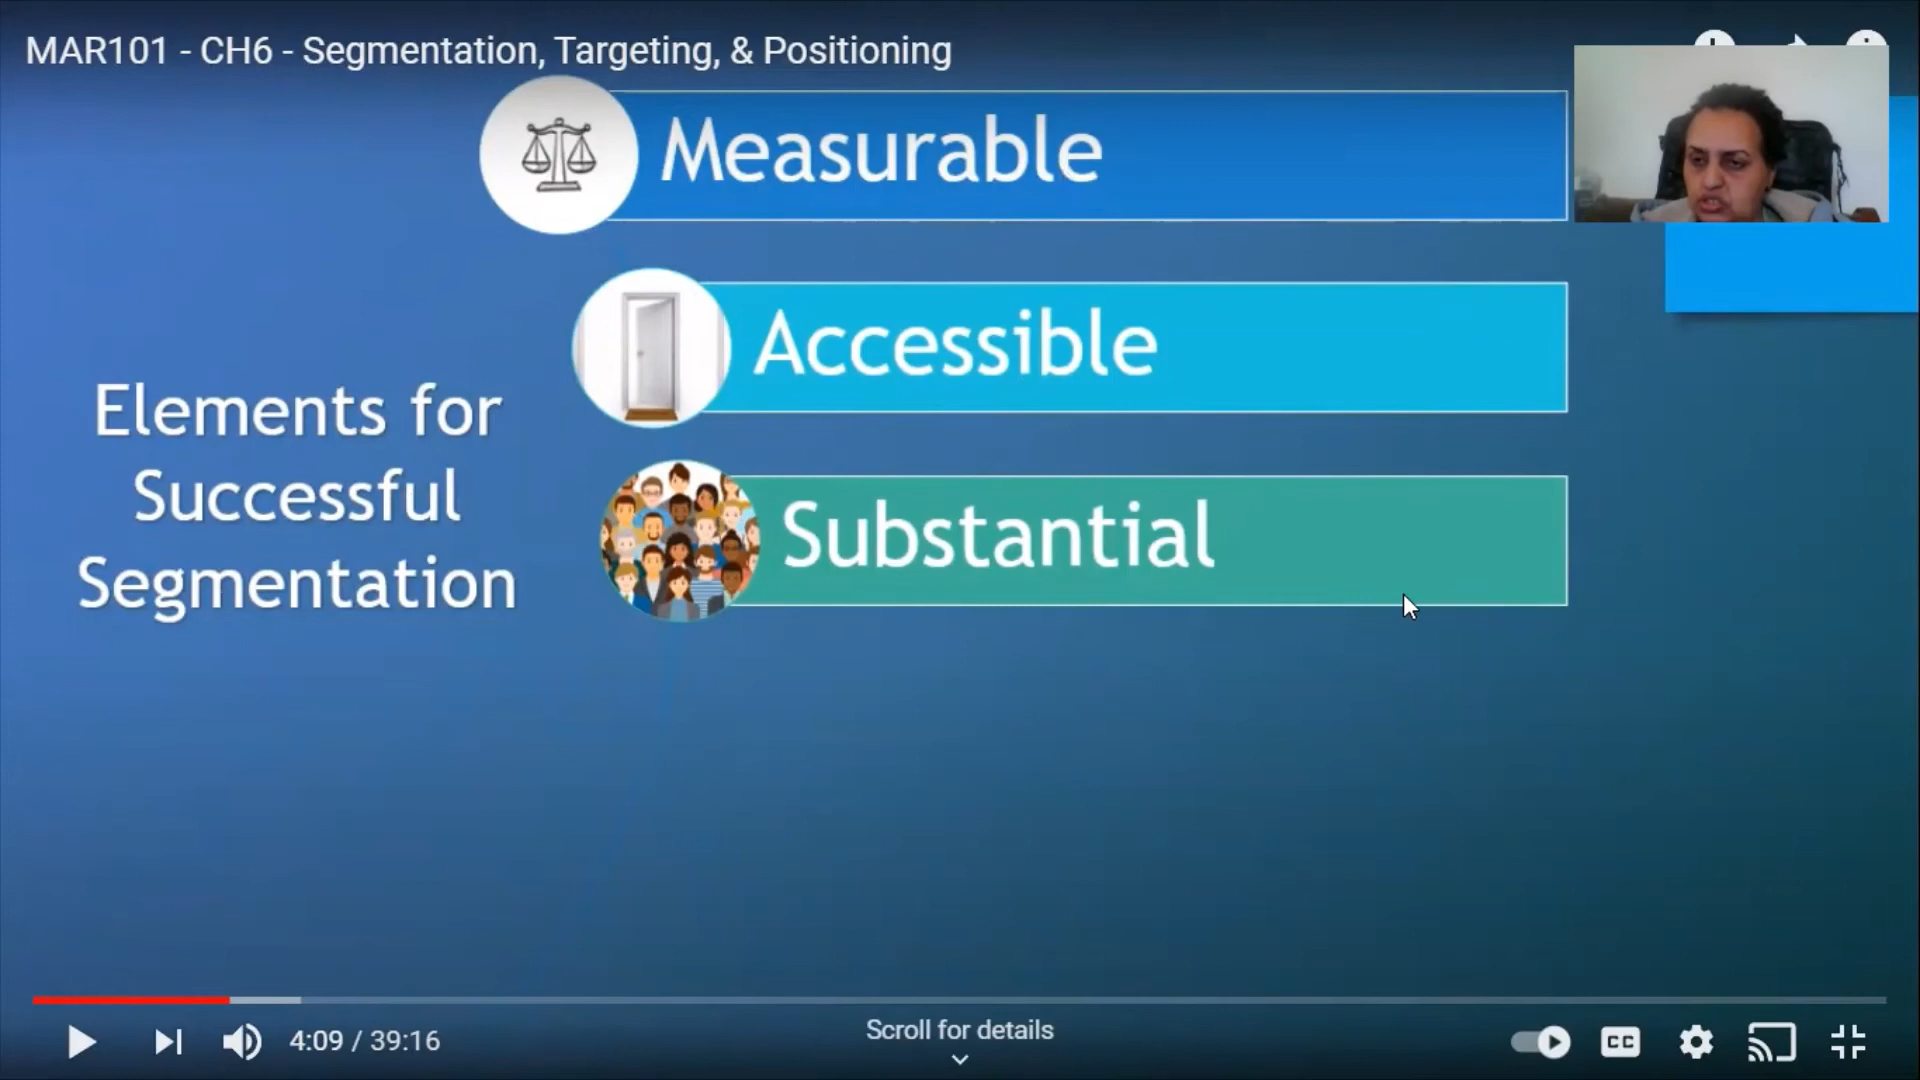 MAR101 - CH6 - Segmentation, Targeting, & Positioning
Measurable
Accessible
Elements for
Successful
Segmentation
Substantial
4:09 / 39:16
Scroll for details
CC